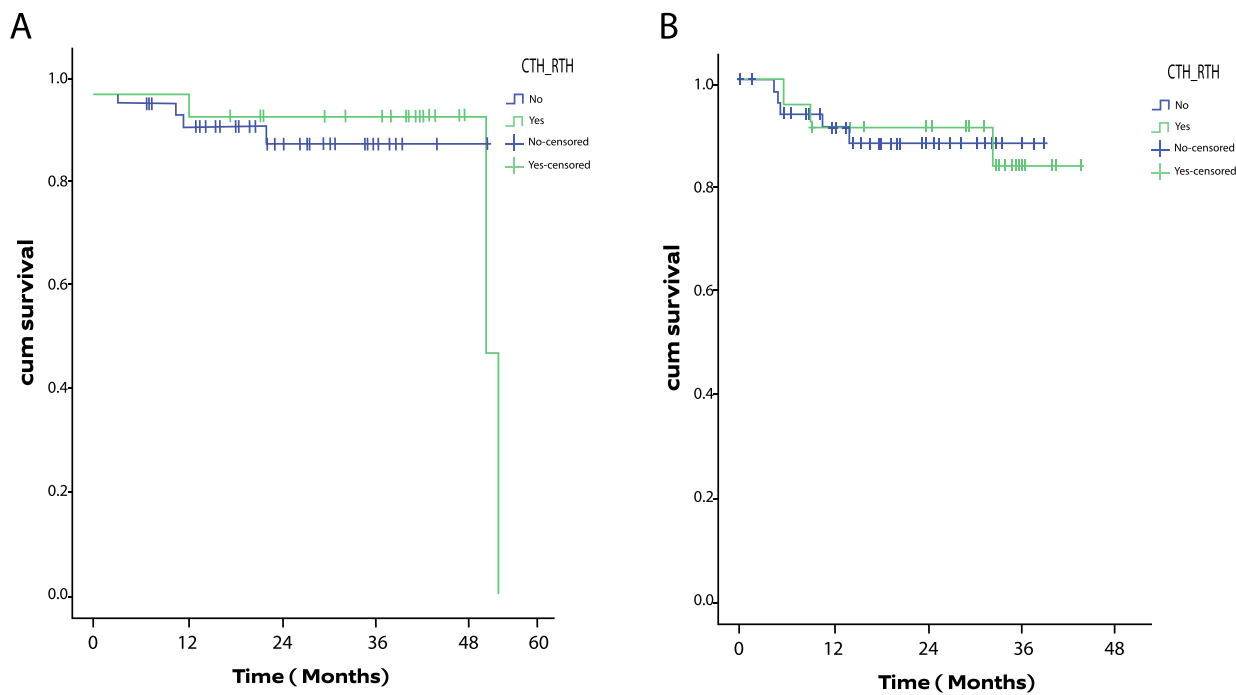 A
CTH_RTH
No
Yes
No-censored
Yes-censored
1.0
0.8
0.6
0.4
0.2
0.0
cum survival
0 12 24 36 48 60
Time ( Months)
B
CTH_RTH
No
Yes
No-censored
Yes-censored
1.0
0.8
0.6
0.4
0.2
0.0
cum survival
0 12 24 36 48
Time ( Months)